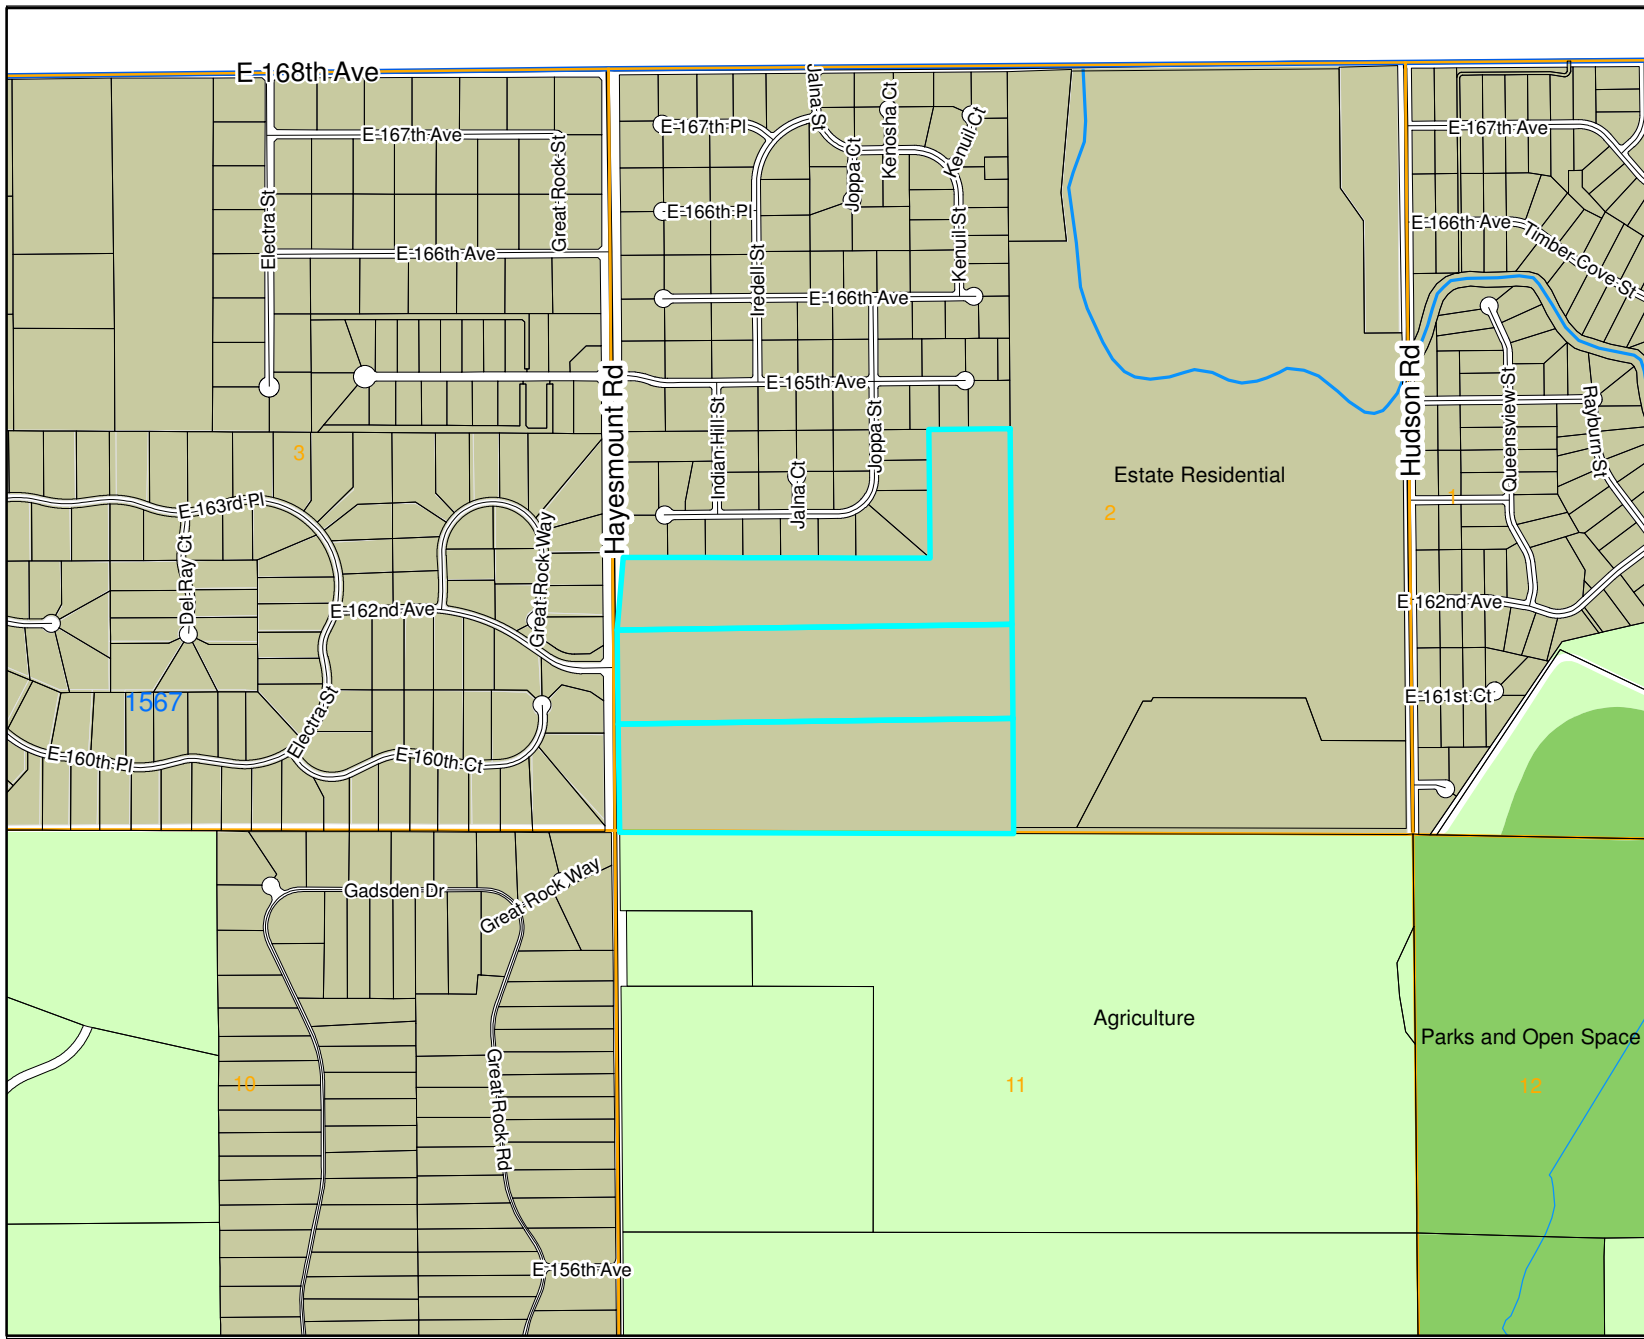 E 168th Ave
E 167th Ave
Great Rock St
Electra St
E 166th Ave
E 167th Pl
Jalna St
Joppa Ct
Kenosha Ct
Kenuil Ct
E 166th Pl
Iredell St
Kenuil St
E 166th Ave
E 165th Ave
Hayesmount Rd
Indian Hill St
Jalna Ct
Joppa St
E 167th Ave
E 166th Ave
Timber Cove St
Hudson Rd
Queensview St
Rayburn St
Estate Residential
3
2
1
E 163rd Pl
Del Ray Ct
E 162nd Ave
Great Rock Way
E 162nd Ave
E 161st Ct
1567
Electra St
E 160th Pl
E 160th Ct
Gadsden Dr
Great Rock Way
Agriculture
Parks and Open Space
10
11
12
Great Rock Rd
E 156th Ave